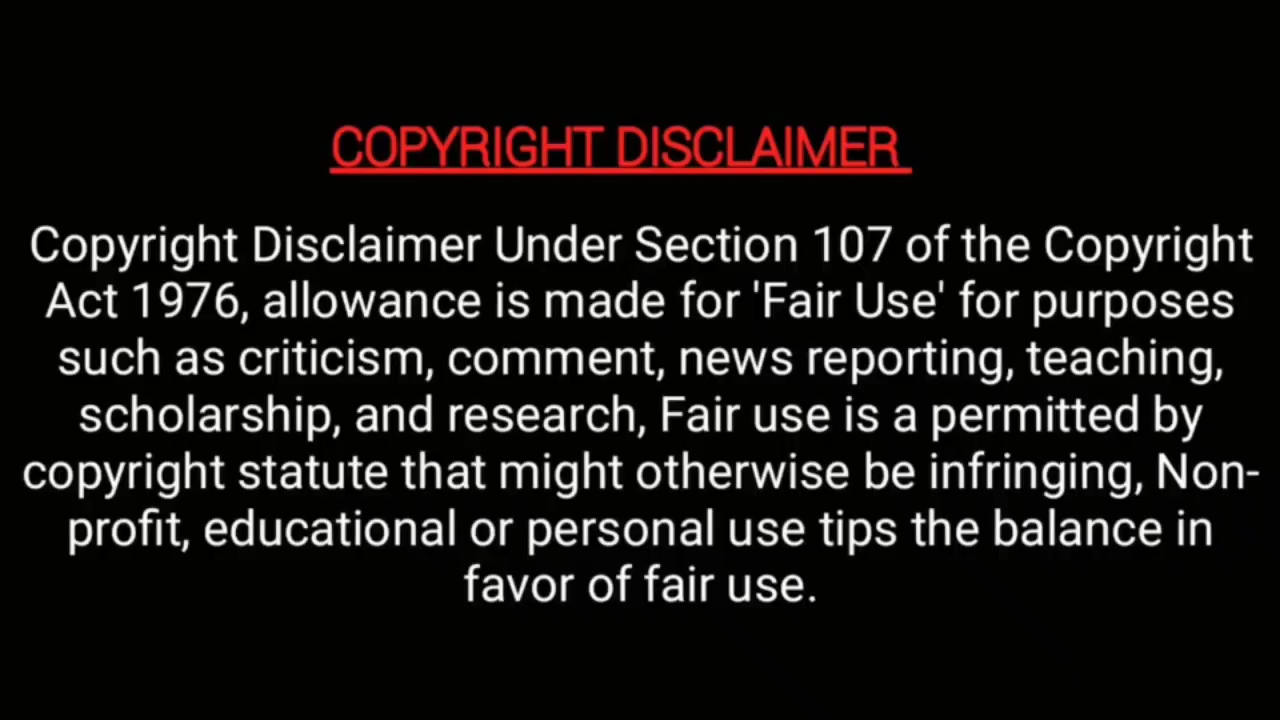 COPYRIGHT DISCLAIMER
Copyright Disclaimer Under Section 107 of the Copyright
Act 1976, allowance is made for 'Fair Use' for purposes
such as criticism, comment, news reporting, teaching,
scholarship, and research, Fair use is a permitted by
copyright statute that might otherwise be infringing, Non-
profit, educational or personal use tips the balance in
favor of fair use.